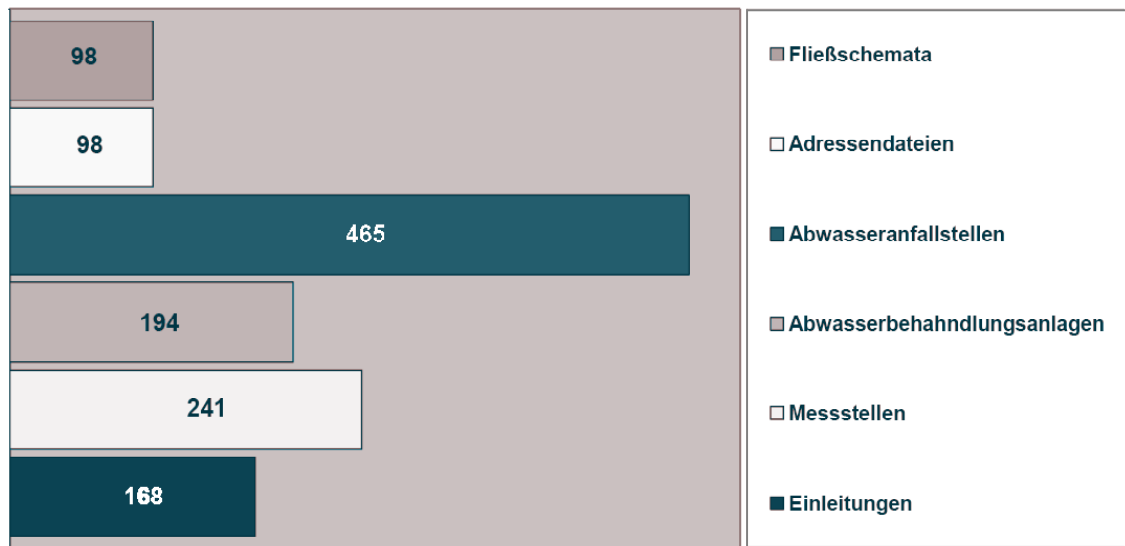 98
Fließschemata
98
Adressendateien
465
Abwasseranfallstellen
194
Abwasserbehahndlungsanlagen
241
Messstellen
168
Einleitungen